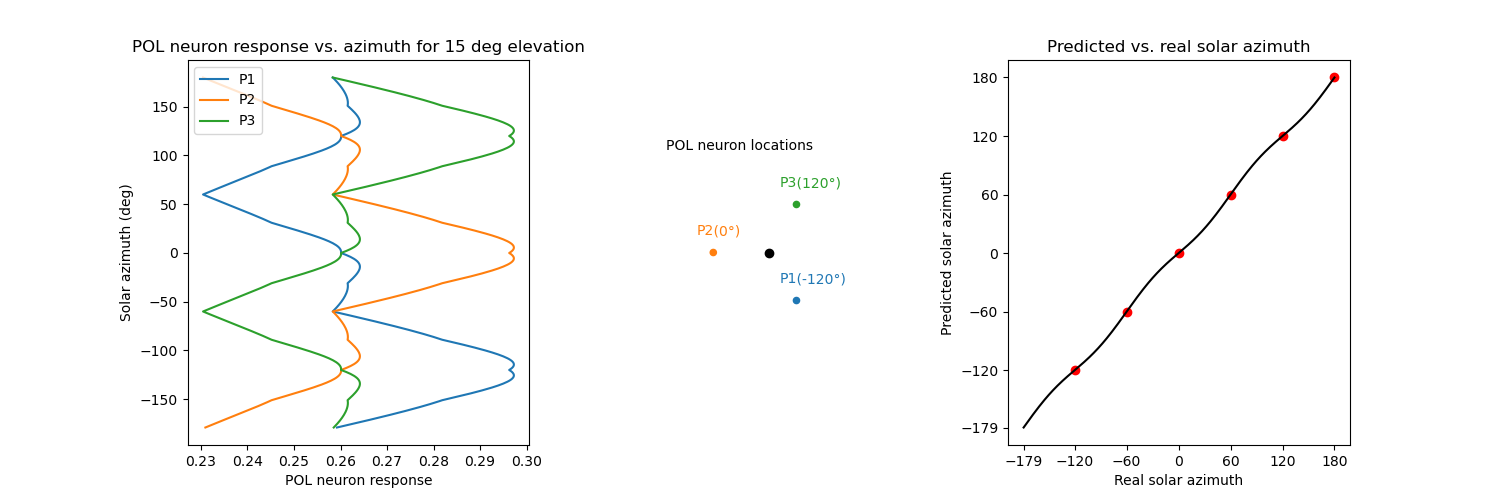 POL neuron response vs. azimuth for 15 deg elevation
P1
P2
P3
150
100
50
0
−50
−100
−150
Solar azimuth (deg)
0.23 0.24 0.25 0.26 0.27 0.28 0.29 0.30
POL neuron response
POL neuron locations
P3(120°)
P2(0°)
P1(-120°)
Predicted vs. real solar azimuth
180
120
60
0
−60
−120
−179
Predicted solar azimuth
−179 −120 −60 0 60 120 180
Real solar azimuth